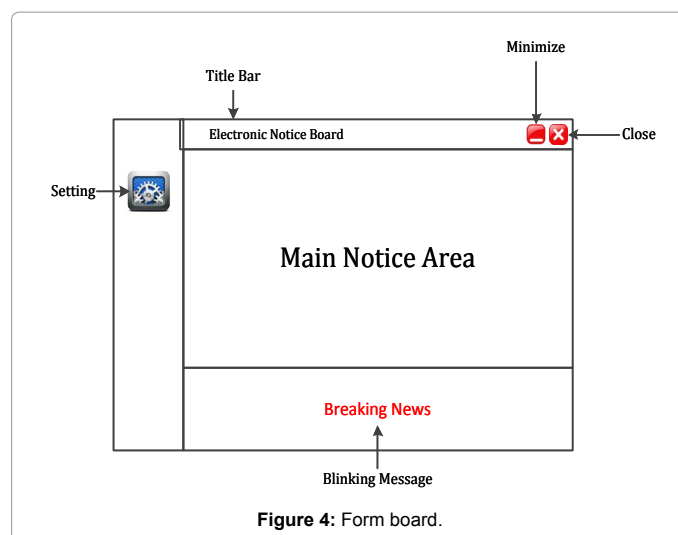 Minimize
Title Bar
Electronic Notice Board
Close
Setting
Main Notice Area
Breaking News
Blinking Message
Figure 4: Form board.